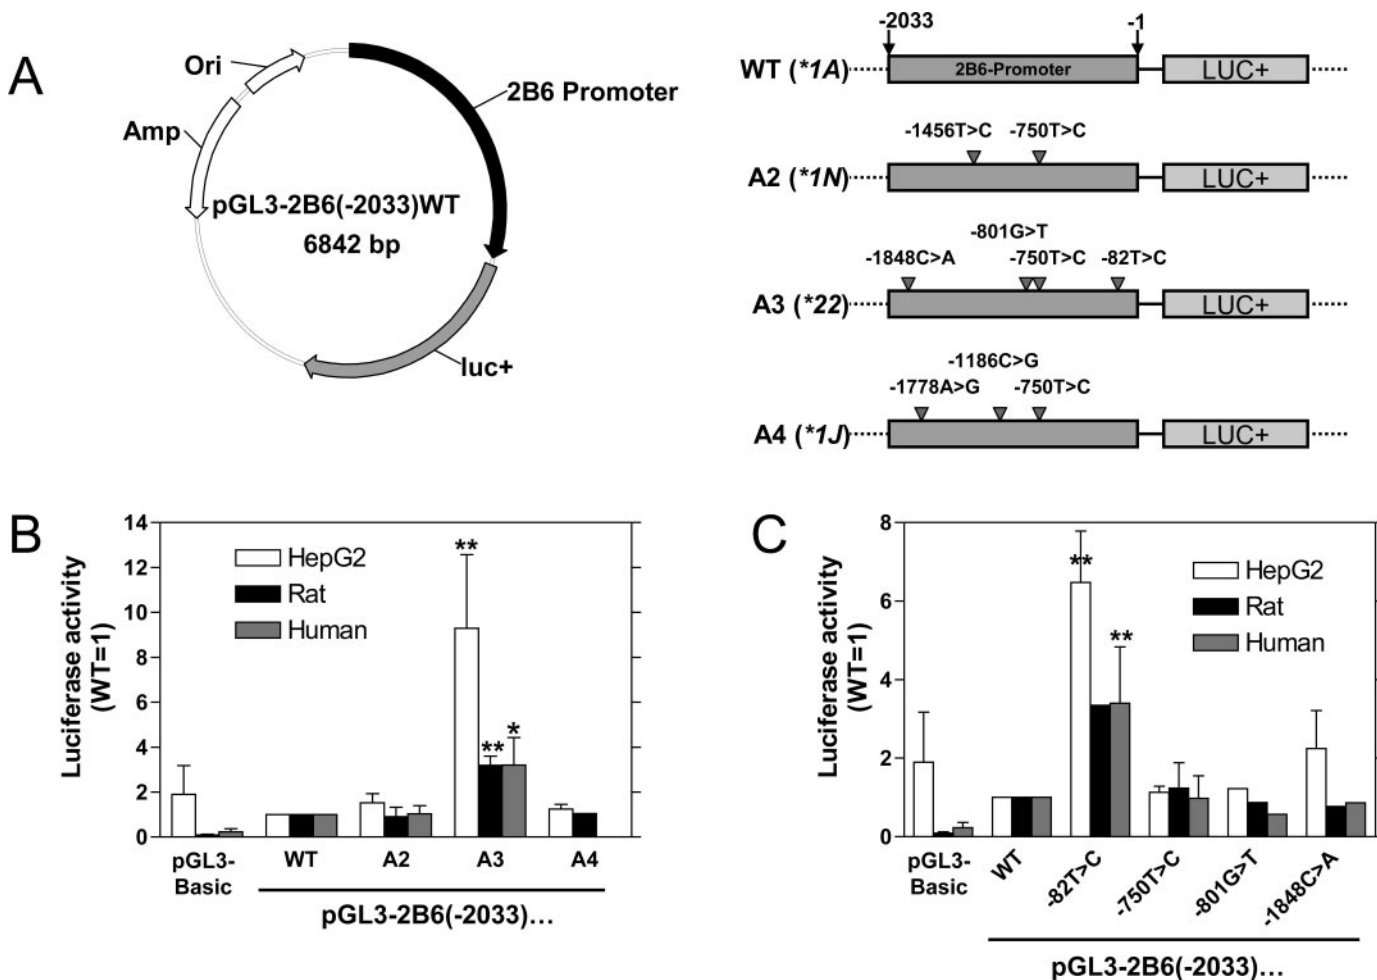 A
Ori
Amp
2B6 Promoter
pGL3-2B6(-2033)WT
6842 bp
luc+
-2033
-1
WT (*1A)
2B6-Promoter
LUC+
-1456T>C
-750T>C
A2 (*1N)
LUC+
-801G>T
-1848C>A
-750T>C
-82T>C
A3 (*22)
LUC+
-1186C>G
-1778A>G
-750T>C
A4 (*1J)
LUC+
B
Luciferase activity
(WT=1)
14
12
10
8
6
4
2
0
HepG2
Rat
Human
**
**
*
pGL3-
Basic
WT
A2
A3
A4
pGL3-2B6(-2033)...
C
Luciferase activity
(WT=1)
8
6
4
2
0
HepG2
Rat
Human
**
**
pGL3-
Basic
WT
-82T>C
-750T>C
-801G>T
-1848C>A
pGL3-2B6(-2033)...